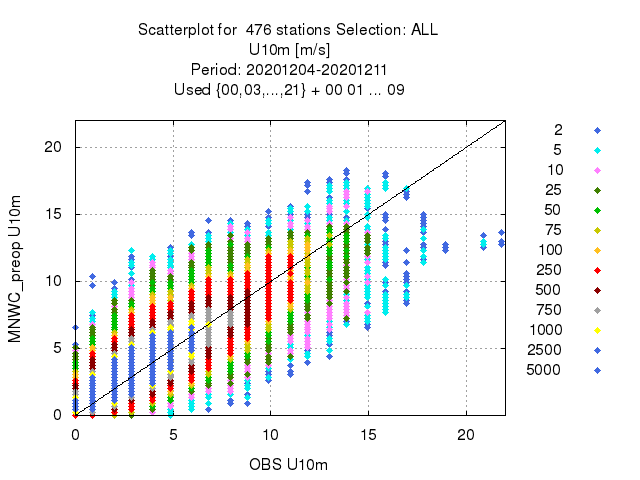 Scatterplot for  476 stations Selection: ALL
U10m [m/s]
Period: 20201204-20201211
Used {00,03,...,21} + 00 01 ... 09
MNWC_preop U10m
20
15
10
5
0
0 5 10 15 20
OBS U10m
2
5
10
25
50
75
100
250
500
750
1000
2500
5000